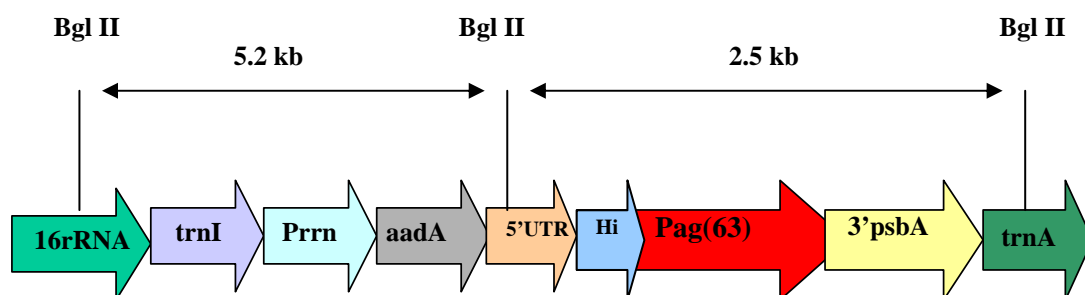 Bgl II Bgl II Bgl II
5.2 kb 2.5 kb
16rRNA trnI Prrn aadA 5'UTR Hi Pag(63) 3'psbA trnA